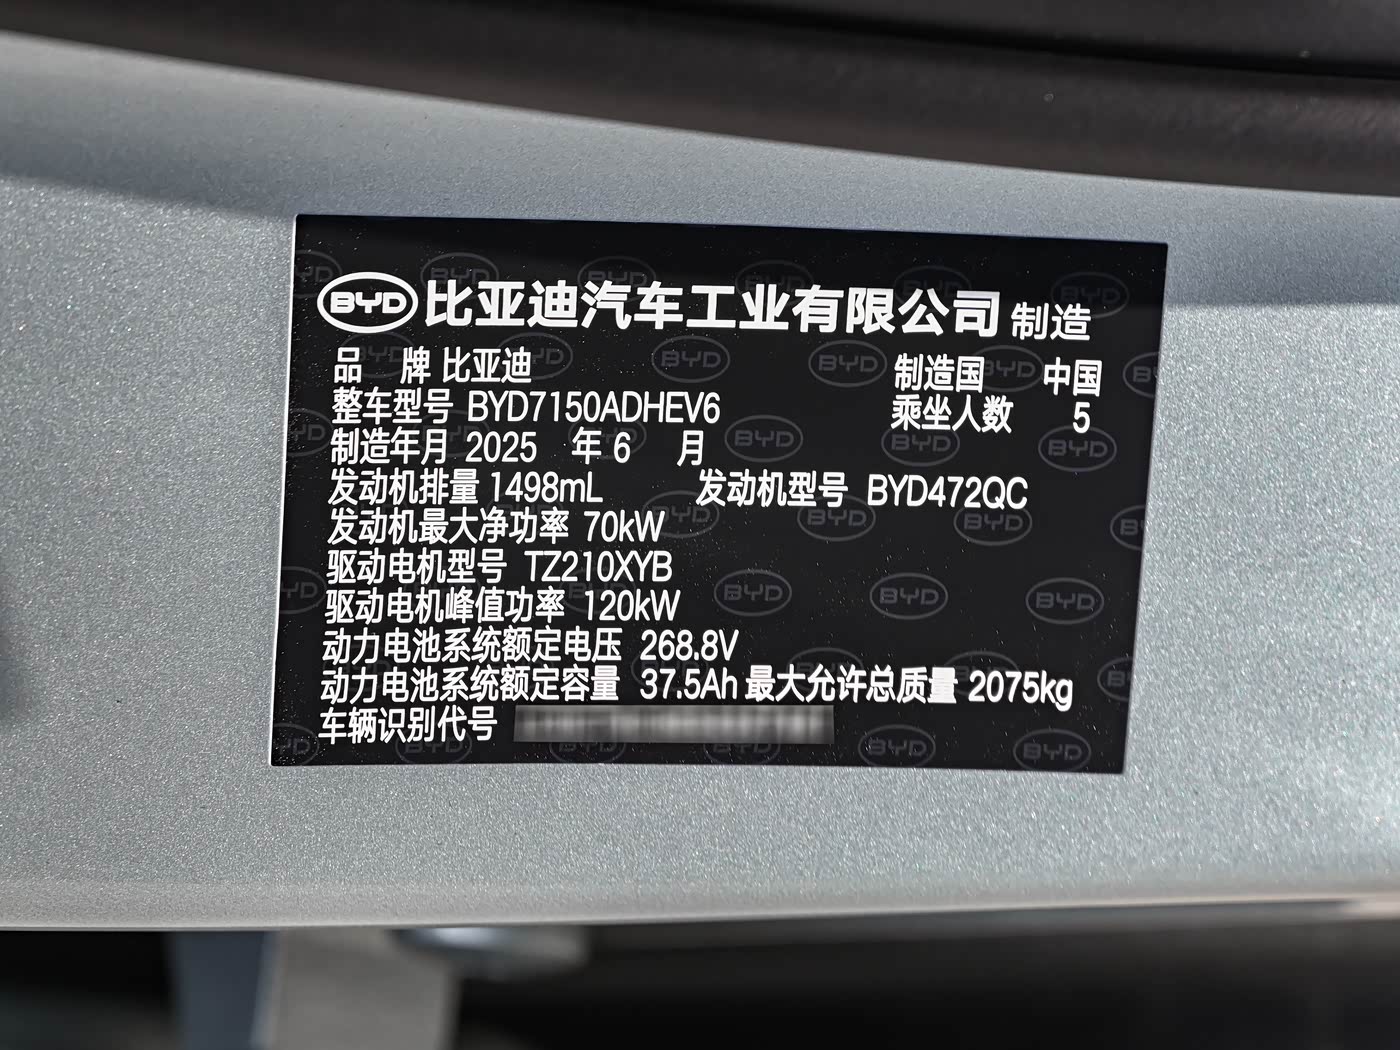 BYD 比亚迪汽车工业有限公司 制造
品 牌 比亚迪 制造国 中国
整车型号 BYD7150ADHEV6 乘坐人数 5
制造年月 2025 年 6 月
发动机排量 1498mL 发动机型号 BYD472QC
发动机最大净功率 70kW
驱动电机型号 TZ210XYB
驱动电机峰值功率 120kW
动力电池系统额定电压 268.8V
动力电池系统额定容量 37.5Ah 最大允许总质量 2075kg
车辆识别代号